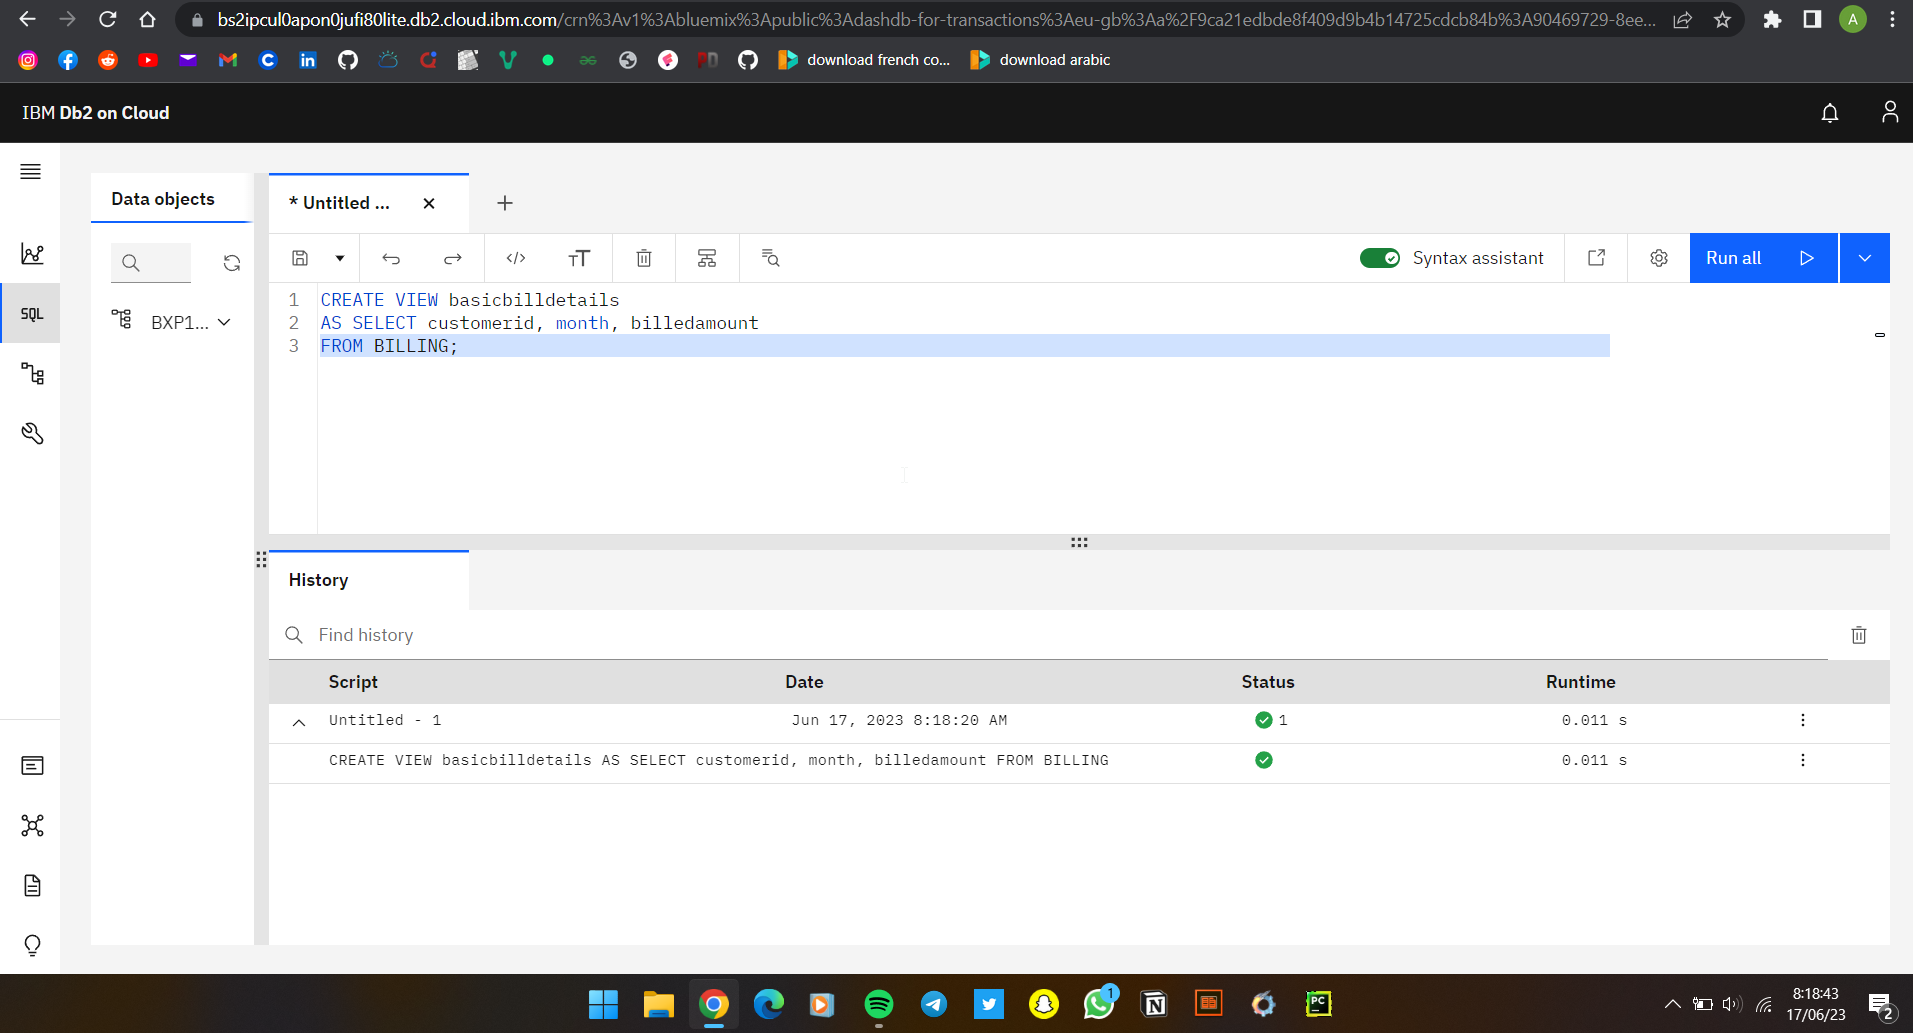 bs2ipcul0apon0jufi80lite.db2.cloud.ibm.com/crn%3Av1%3Abluemix%3Apublic%3Adashdb-for-transactions%3Aeu-gb%3Aa%2F9ca21edbde8f409d9b4b14725cdcb84b%3A90469729-8ee...
A
download french co...
download arabic
IBM Db2 on Cloud
Data objects
* Untitled ...
Syntax assistant
Run all
SQL
BXP1...
1 CREATE VIEW basicbilldetails
2 AS SELECT customerid, month, billedamount
3 FROM BILLING;
History
Find history
Script Date Status Runtime
Untitled - 1 Jun 17, 2023 8:18:20 AM 1 0.011 s
CREATE VIEW basicbilldetails AS SELECT customerid, month, billedamount FROM BILLING 0.011 s
1
PC
8:18:43
17/06/23
2